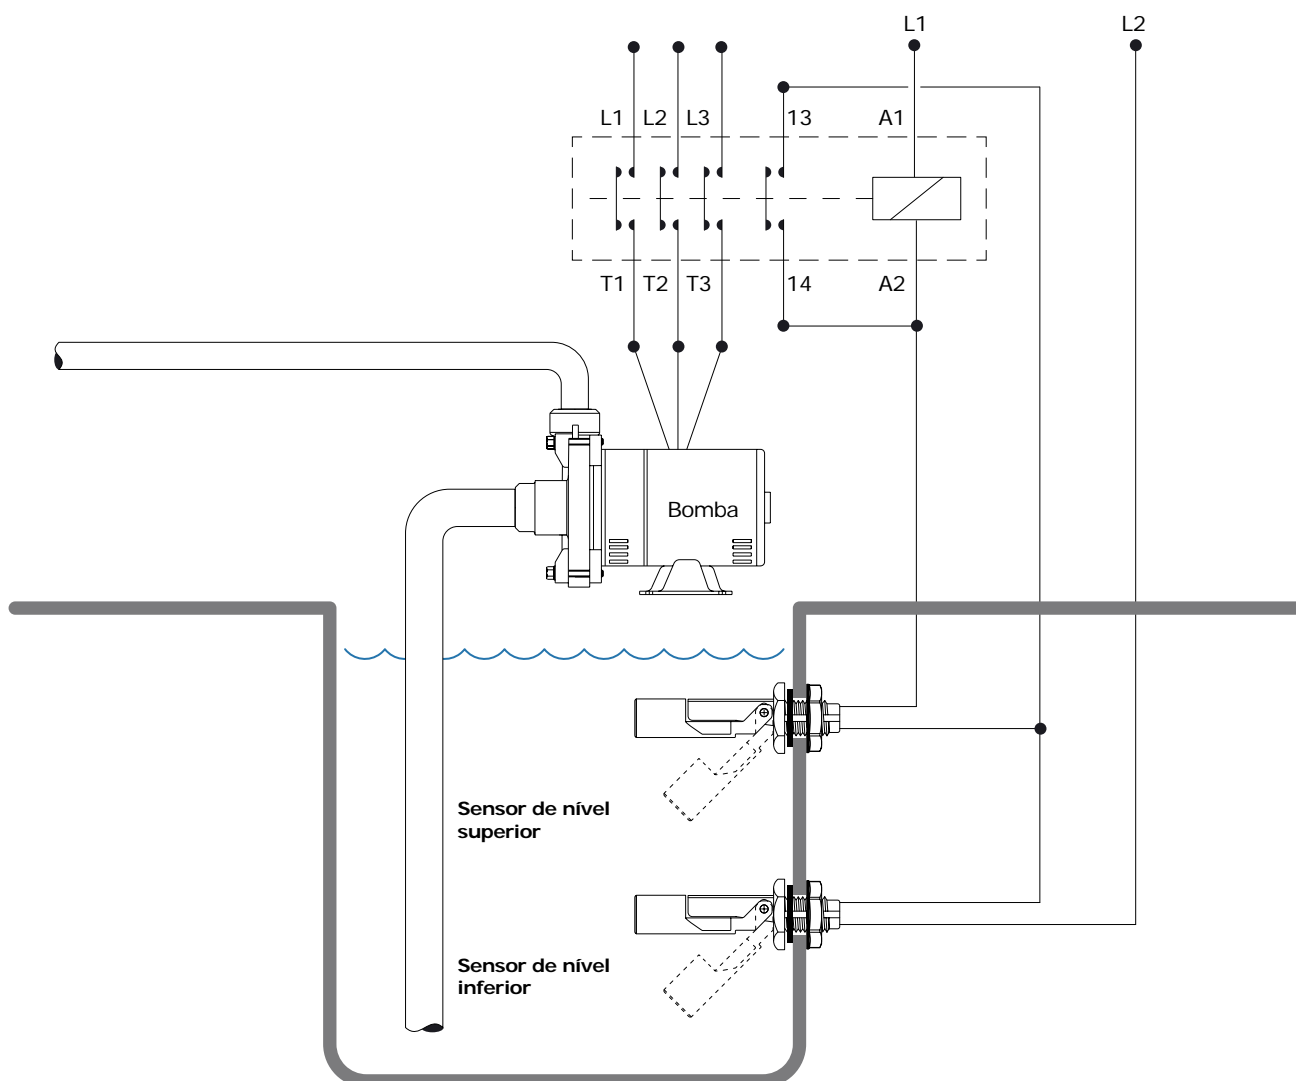 L1
L2
L1
L2
L3
13
A1
T1
T2
T3
14
A2
Bomba
Sensor de nível
superior
Sensor de nível
inferior